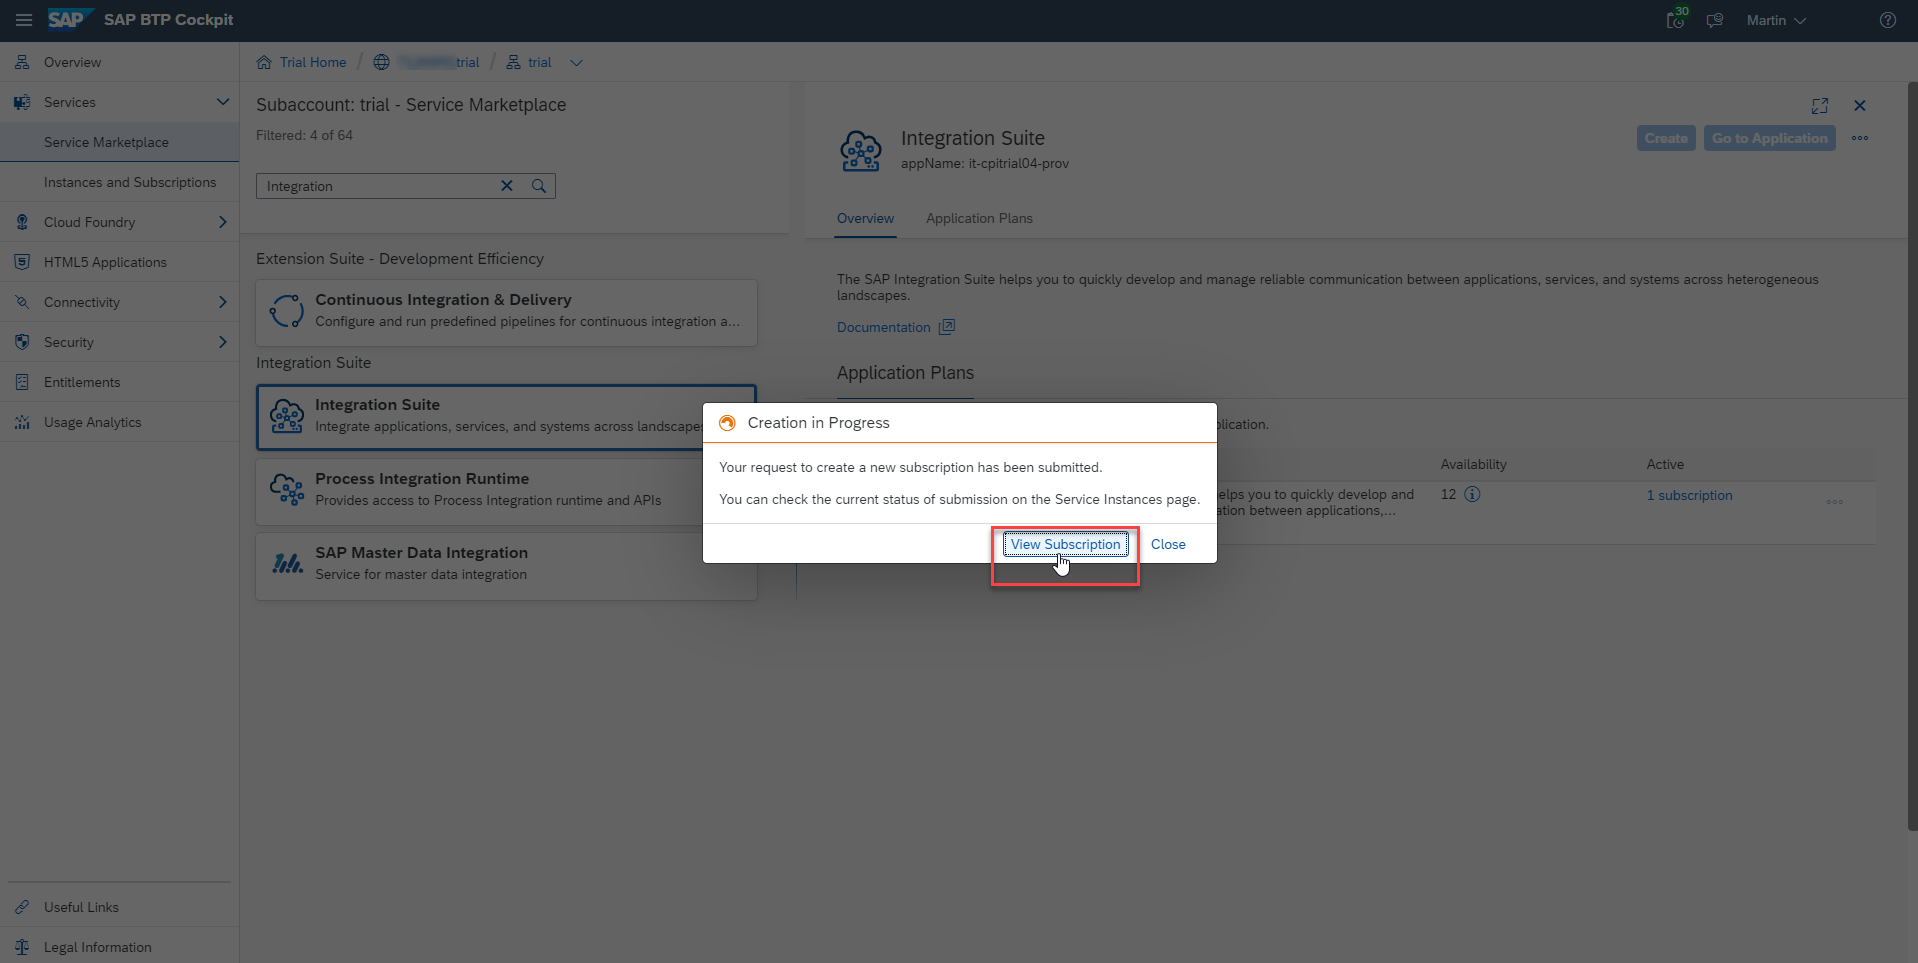 SAP SAP BTP Cockpit
30
Martin
Overview
Services
Service Marketplace
Instances and Subscriptions
Cloud Foundry
HTML5 Applications
Connectivity
Security
Entitlements
Usage Analytics
Useful Links
Legal Information
Trial Home / trial / trial
Subaccount: trial - Service Marketplace
Filtered: 4 of 64
Integration
Extension Suite - Development Efficiency
Continuous Integration & Delivery
Configure and run predefined pipelines for continuous integration a...
Integration Suite
Integration Suite
Integrate applications, services, and systems across landscapes
Process Integration Runtime
Provides access to Process Integration runtime and APIs
SAP Master Data Integration
Service for master data integration
Integration Suite
appName: it-cpitrial04-prov
Create
Go to Application
Overview
Application Plans
The SAP Integration Suite helps you to quickly develop and manage reliable communication between applications, services, and systems across heterogeneous
landscapes.
Documentation
Application Plans
plication.
Availability
Active
elps you to quickly develop and
ation between applications,...
12
1 subscription
Creation in Progress
Your request to create a new subscription has been submitted.
You can check the current status of submission on the Service Instances page.
View Subscription
Close